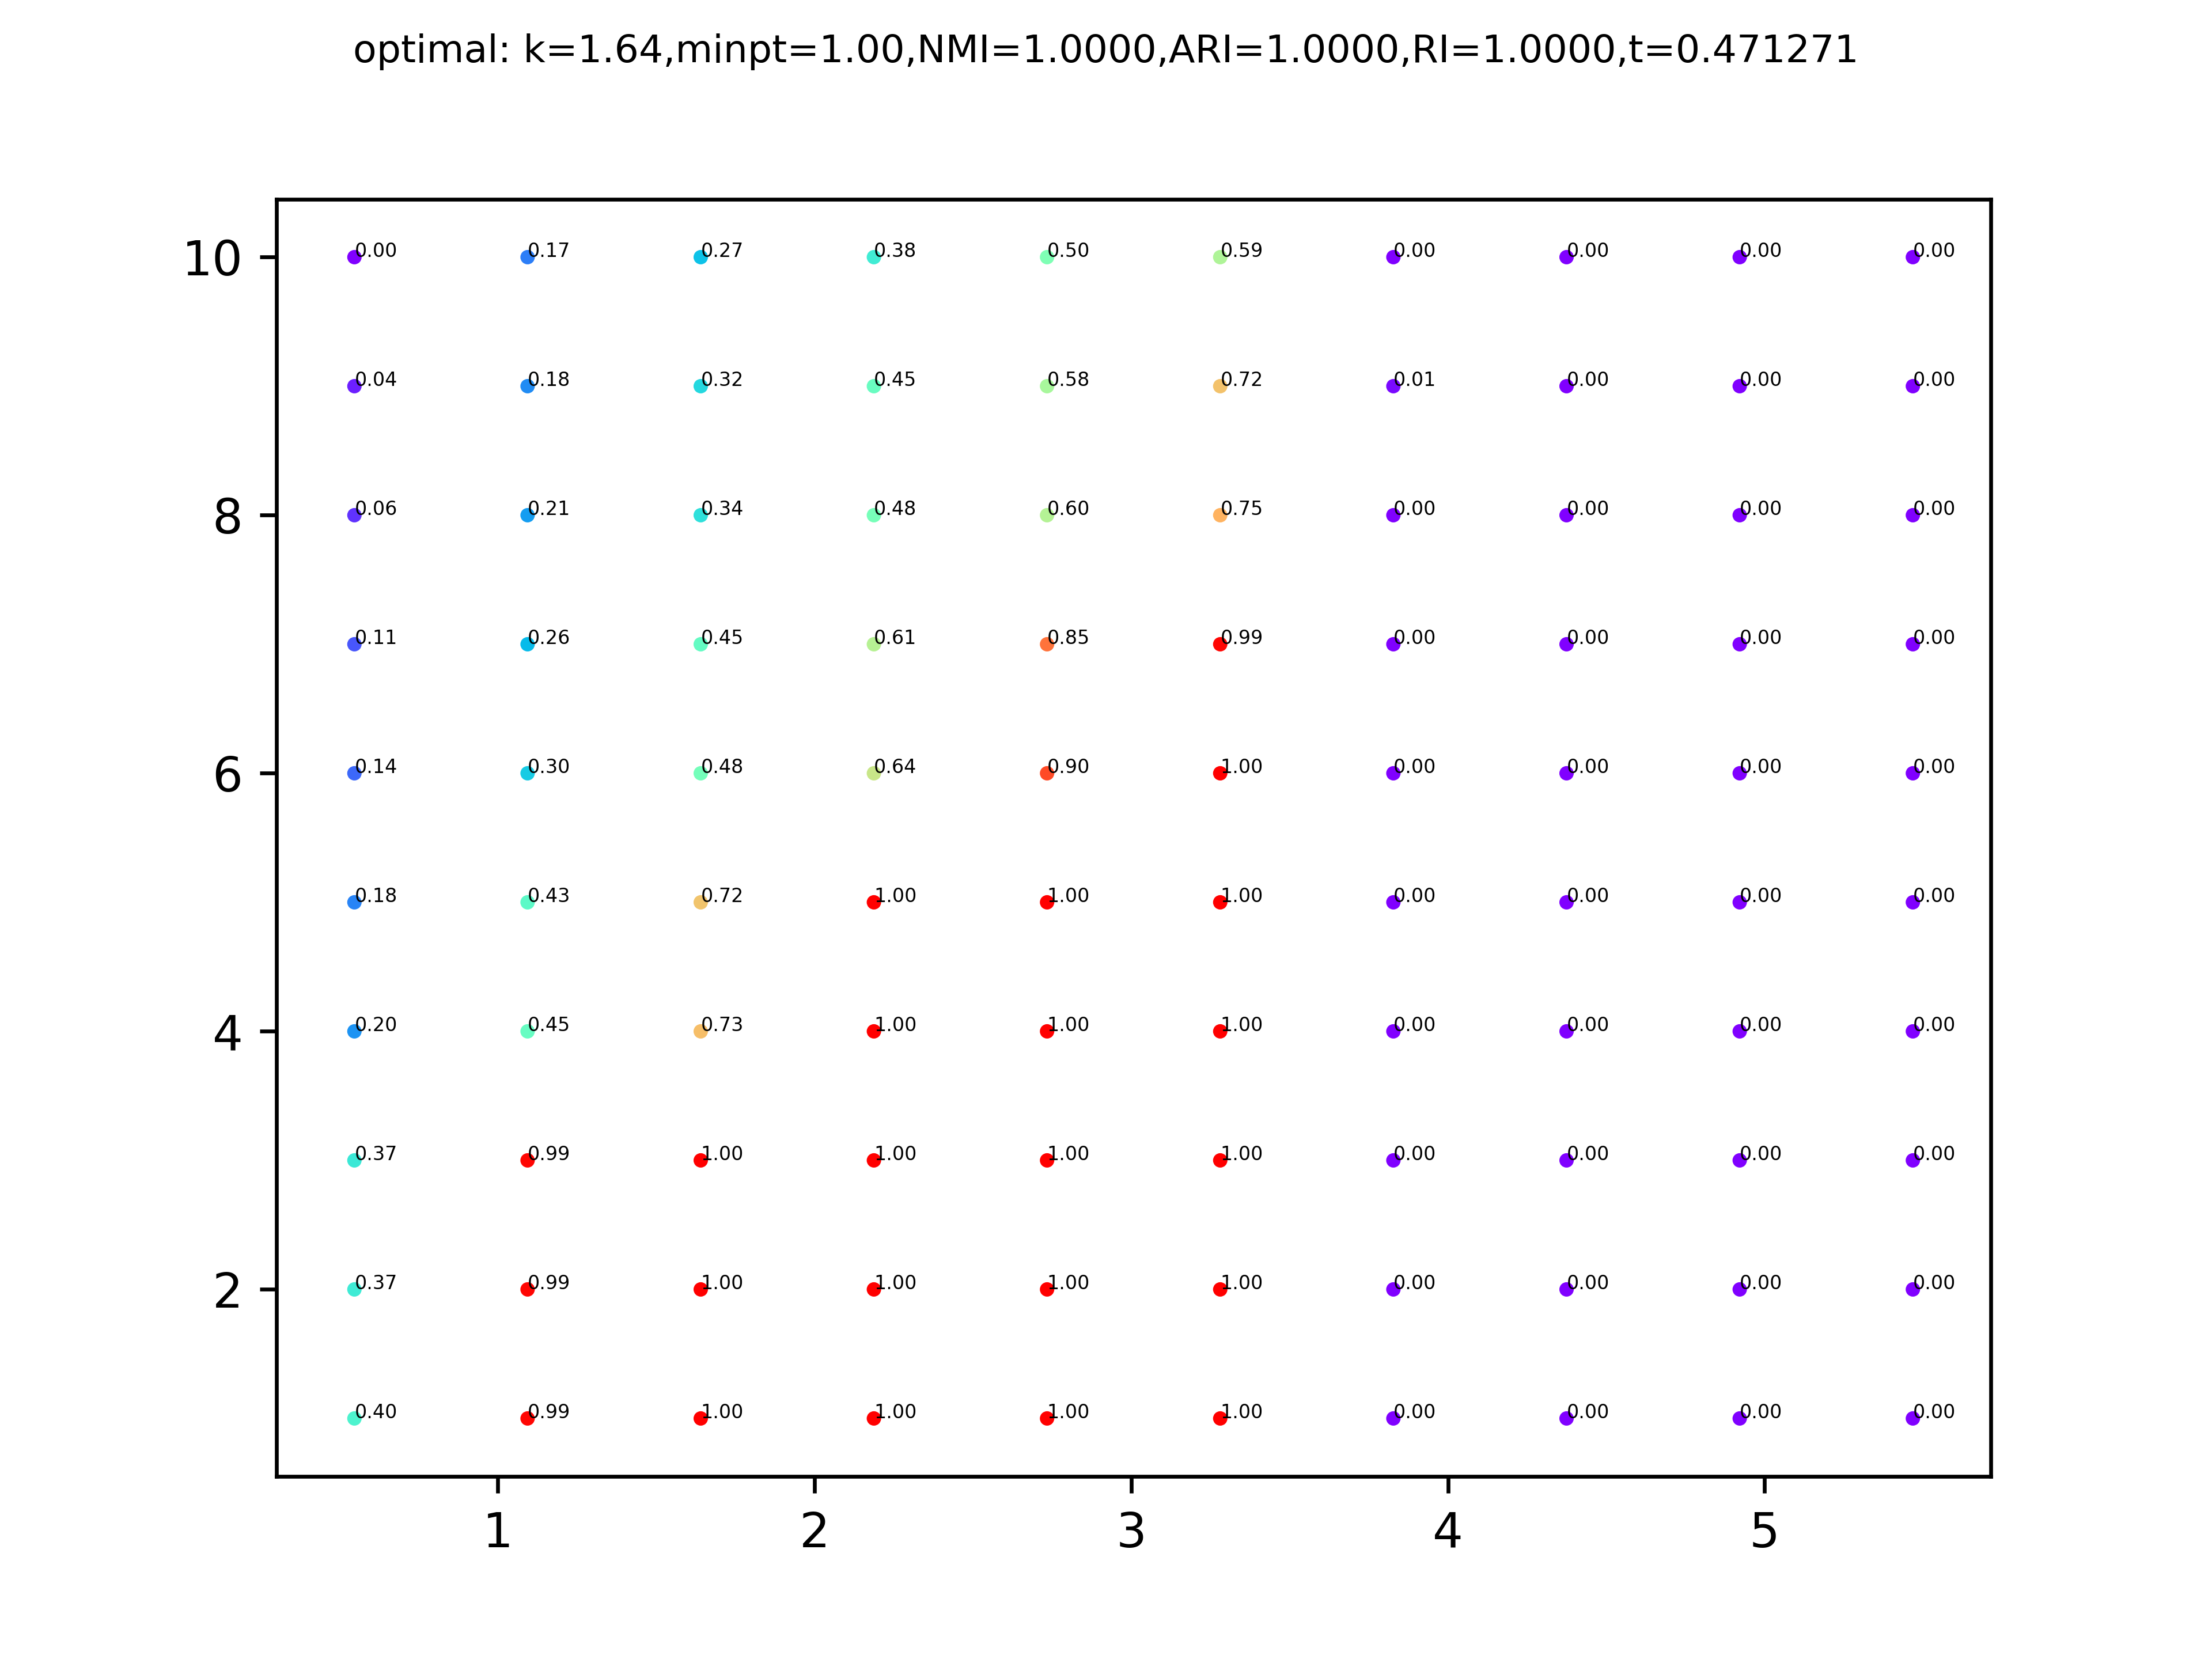 optimal: k=1.64,minpt=1.00,NMI=1.0000,ARI=1.0000,RI=1.0000,t=0.471271
10 0.00 0.17 0.27 0.38 0.50 0.59 0.00 0.00 0.00 0.00
0.04 0.18 0.32 0.45 0.58 0.72 0.01 0.00 0.00 0.00
8 0.06 0.21 0.34 0.48 0.60 0.75 0.00 0.00 0.00 0.00
0.11 0.26 0.45 0.61 0.85 0.99 0.00 0.00 0.00 0.00
6 0.14 0.30 0.48 0.64 0.90 1.00 0.00 0.00 0.00 0.00
0.18 0.43 0.72 1.00 1.00 1.00 0.00 0.00 0.00 0.00
4 0.20 0.45 0.73 1.00 1.00 1.00 0.00 0.00 0.00 0.00
0.37 0.99 1.00 1.00 1.00 1.00 0.00 0.00 0.00 0.00
2 0.37 0.99 1.00 1.00 1.00 1.00 0.00 0.00 0.00 0.00
0.40 0.99 1.00 1.00 1.00 1.00 0.00 0.00 0.00 0.00
1 2 3 4 5